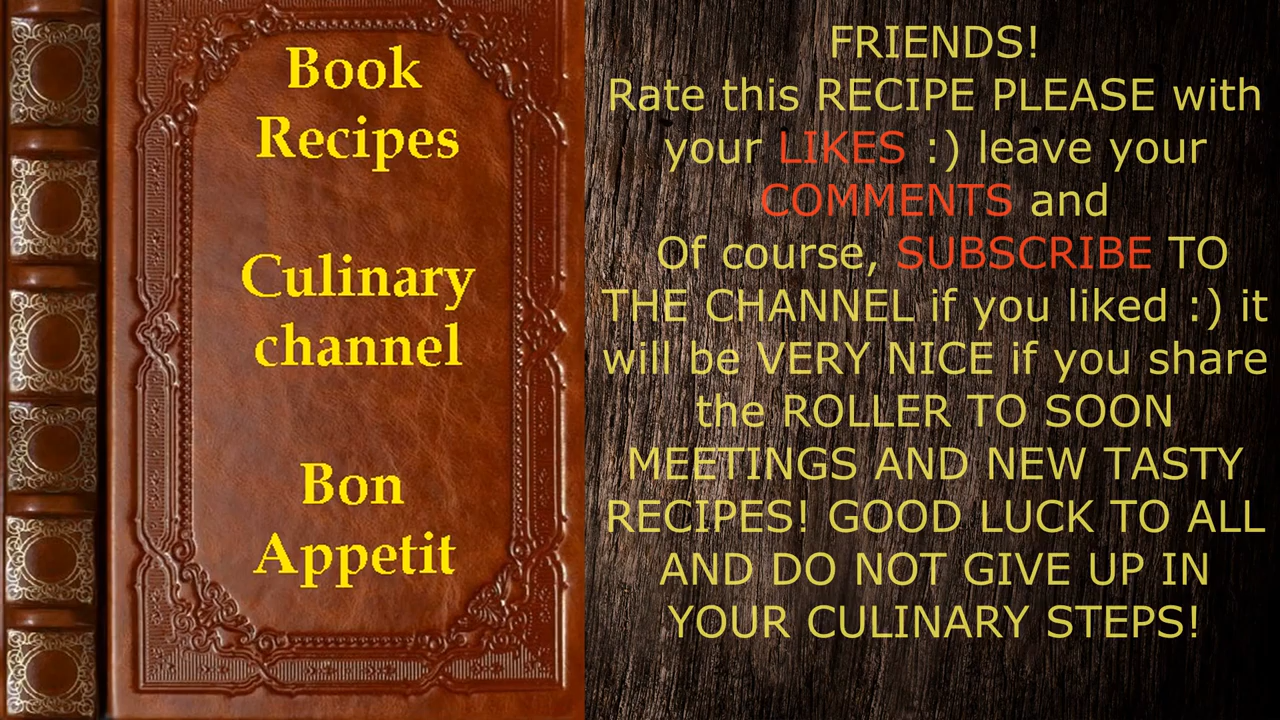 Book
Recipes
Culinary
channel
Bon
Appetit
FRIENDS!
Rate this RECIPE PLEASE with
your LIKES :) leave your
COMMENTS and
Of course, SUBSCRIBE TO
THE CHANNEL if you liked :) it
will be VERY NICE if you share
the ROLLER TO SOON
MEETINGS AND NEW TASTY
RECIPES! GOOD LUCK TO ALL
AND DO NOT GIVE UP IN
YOUR CULINARY STEPS!